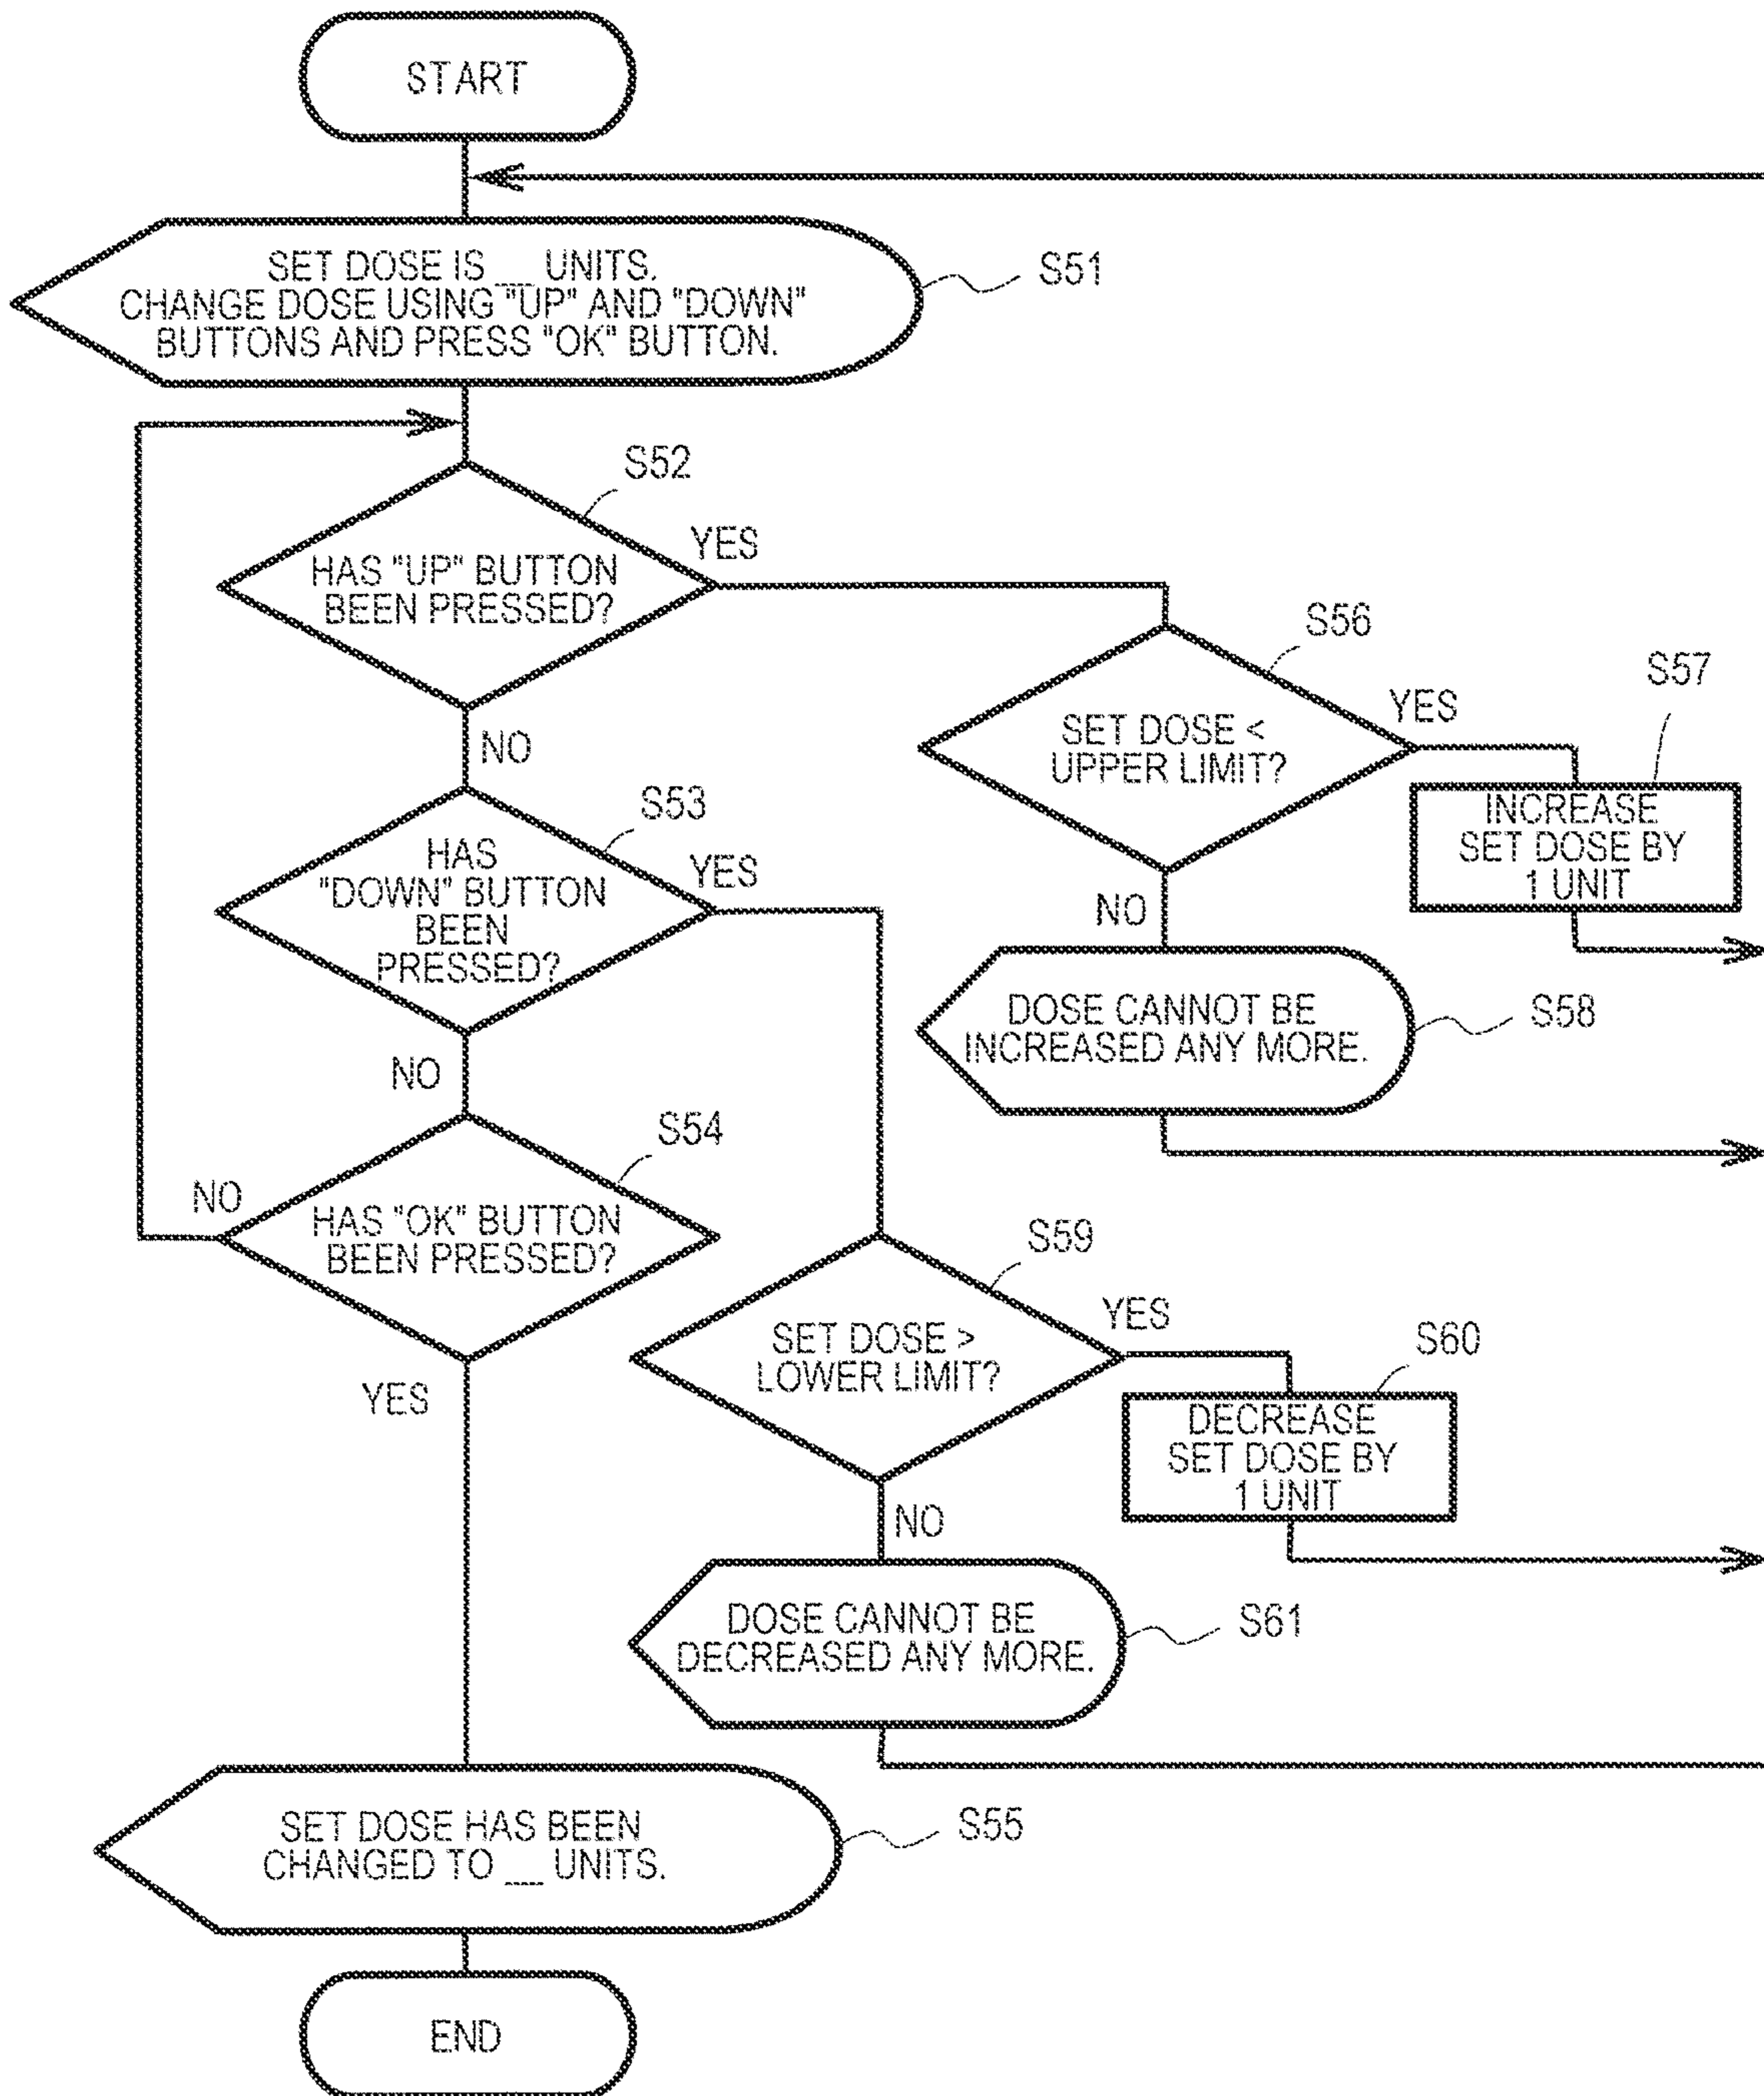 START
SET DOSE IS __ UNITS.
CHANGE DOSE USING "UP" AND "DOWN"
BUTTONS AND PRESS "OK" BUTTON.
S51
S52
HAS "UP" BUTTON
BEEN PRESSED?
YES
NO
S56
SET DOSE <
UPPER LIMIT?
YES
NO
S57
INCREASE
SET DOSE BY
1 UNIT
S53
HAS
"DOWN" BUTTON
BEEN
PRESSED?
YES
NO
DOSE CANNOT BE
INCREASED ANY MORE.
S58
S54
HAS "OK" BUTTON
BEEN PRESSED?
NO
YES
S59
SET DOSE >
LOWER LIMIT?
YES
NO
S60
DECREASE
SET DOSE BY
1 UNIT
DOSE CANNOT BE
DECREASED ANY MORE.
S61
SET DOSE HAS BEEN
CHANGED TO __ UNITS.
S55
END